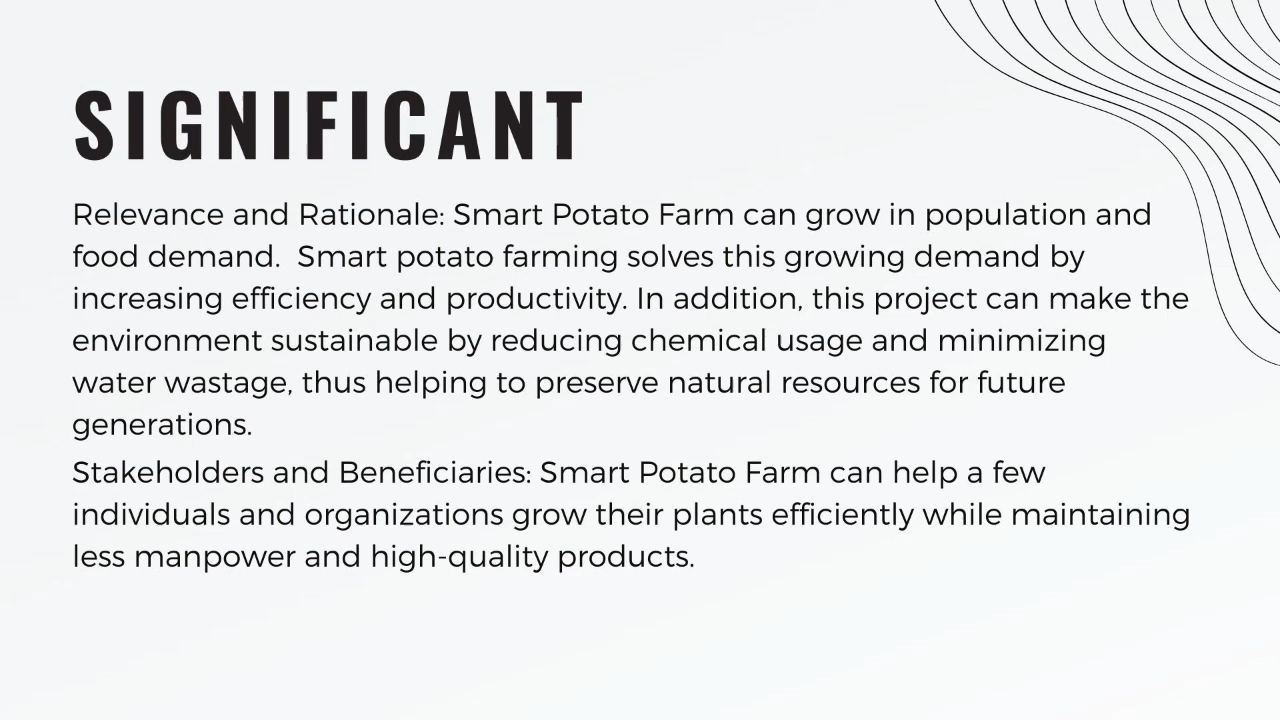 SIGNIFICANT
Relevance and Rationale: Smart Potato Farm can grow in population and
food demand.  Smart potato farming solves this growing demand by
increasing efficiency and productivity. In addition, this project can make the
environment sustainable by reducing chemical usage and minimizing
water wastage, thus helping to preserve natural resources for future
generations.
Stakeholders and Beneficiaries: Smart Potato Farm can help a few
individuals and organizations grow their plants efficiently while maintaining
less manpower and high-quality products.